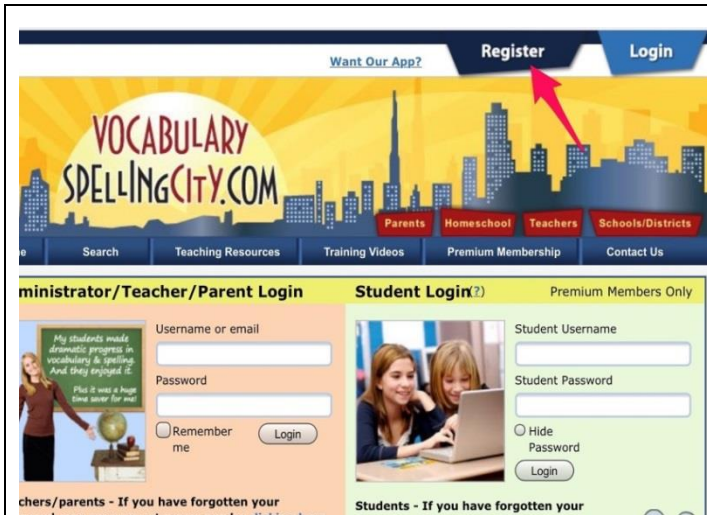 Want Our App?
Register
Login
VOCABULARY
SPELLINGCITY.COM
Parents
Homeschool
Teachers
Schools/Districts
Search
Teaching Resources
Training Videos
Premium Membership
Contact Us
Administrator/Teacher/Parent Login
My students made
dramatic progress in
vocabulary & spelling.
And they enjoyed it.
Plus it was a huge
time saver for me!
Username or email
Password
Remember
me
Login
Student Login(?)
Premium Members Only
Student Username
Student Password
Hide
Password
Login
chers/parents - If you have forgotten your
Students - If you have forgotten your